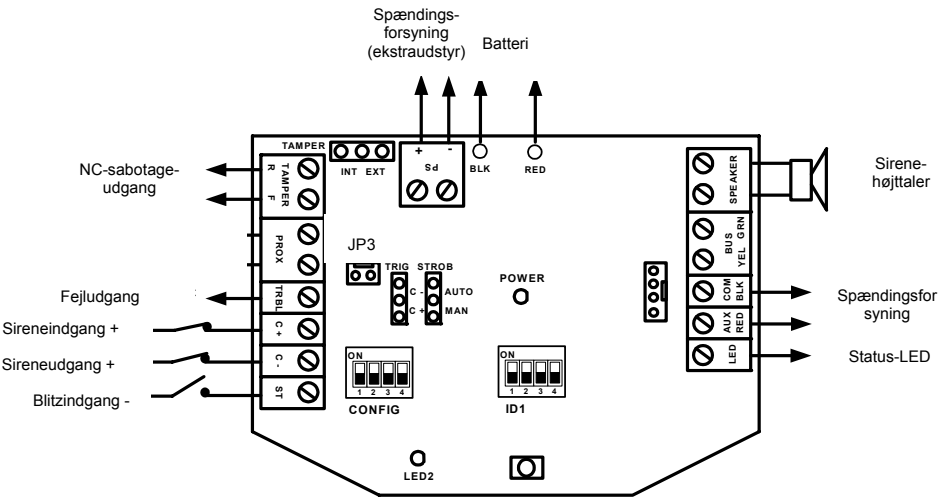 Spændings-
forsyning
(ekstraudstyr)
Batteri
TAMPER
INT EXT
+ -
PS
BLK
RED
NC-sabotage-
udgang
R
F
TAMPER
PROX
JP3
TRIG STROB
C -
C +
AUTO
MAN
POWER
Fejludgang
TRBL
Sireneindgang +
C +
Sireneudgang +
C -
Blitzindgang -
ST
ON
1 2 3 4
CONFIG
ON
1 2 3 4
ID1
LED2
SPEAKER
Sirene-
højttaler
BUS
YEL GRN
COM
BLK
AUX
RED
Spændingsfor
syning
LED
Status-LED